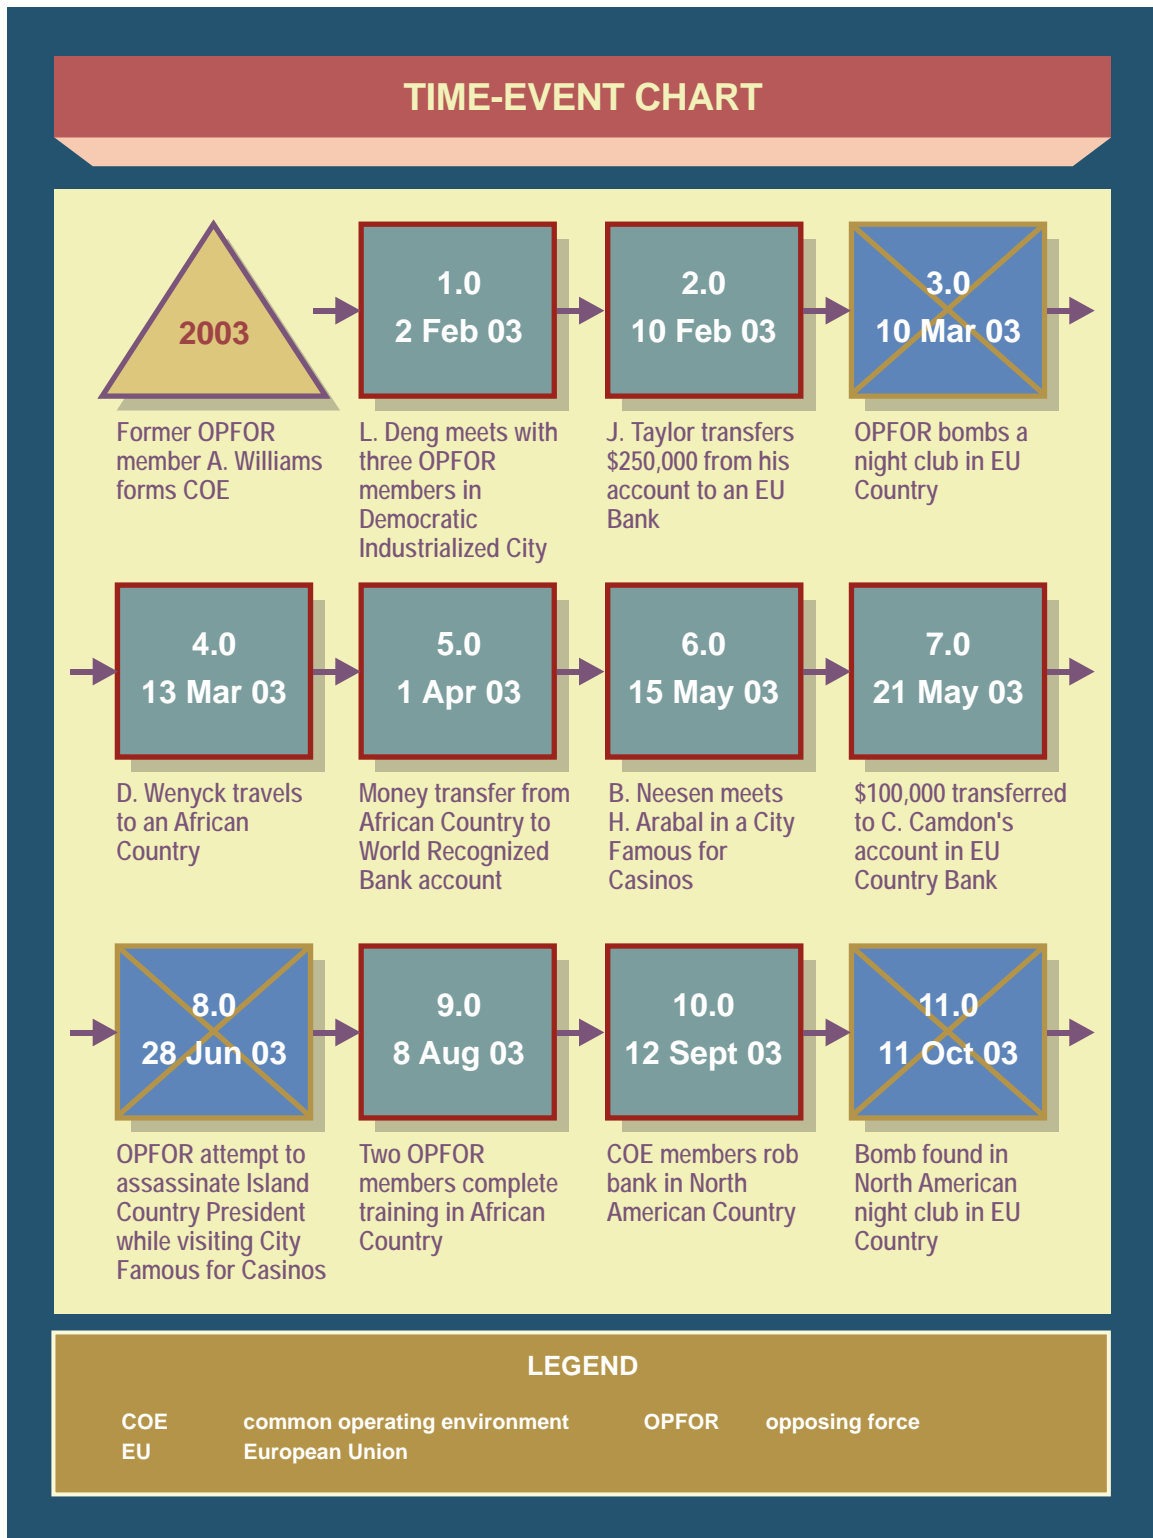 TIME-EVENT CHART
2003
Former OPFOR
member A. Williams
forms COE
1.0
2 Feb 03
L. Deng meets with
three OPFOR
members in
Democratic
Industrialized City
2.0
10 Feb 03
J. Taylor transfers
$250,000 from his
account to an EU
Bank
3.0
10 Mar 03
OPFOR bombs a
night club in EU
Country
4.0
13 Mar 03
D. Wenyck travels
to an African
Country
5.0
1 Apr 03
Money transfer from
African Country to
World Recognized
Bank account
6.0
15 May 03
B. Neesen meets
H. Arabal in a City
Famous for
Casinos
7.0
21 May 03
$100,000 transferred
to C. Camdon's
account in EU
Country Bank
8.0
28 Jun 03
OPFOR attempt to
assassinate Island
Country President
while visiting City
Famous for Casinos
9.0
8 Aug 03
Two OPFOR
members complete
training in African
Country
10.0
12 Sept 03
COE members rob
bank in North
American Country
11.0
11 Oct 03
Bomb found in
North American
night club in EU
Country
LEGEND
COE common operating environment OPFOR opposing force
EU European Union